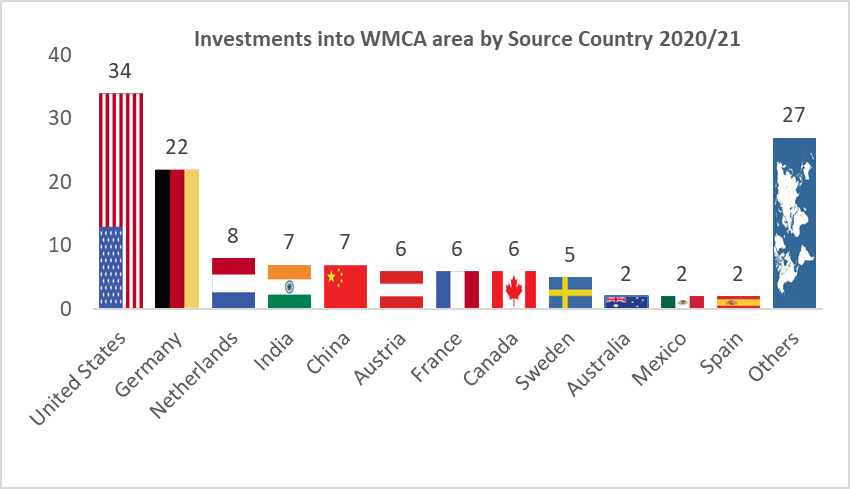 Investments into WMCA area by Source Country 2020/21
40
30
20
10
0
34
22
8
7
7
6
6
6
5
2
2
2
27
United States
Germany
Netherlands
India
China
Austria
France
Canada
Sweden
Australia
Mexico
Spain
Others